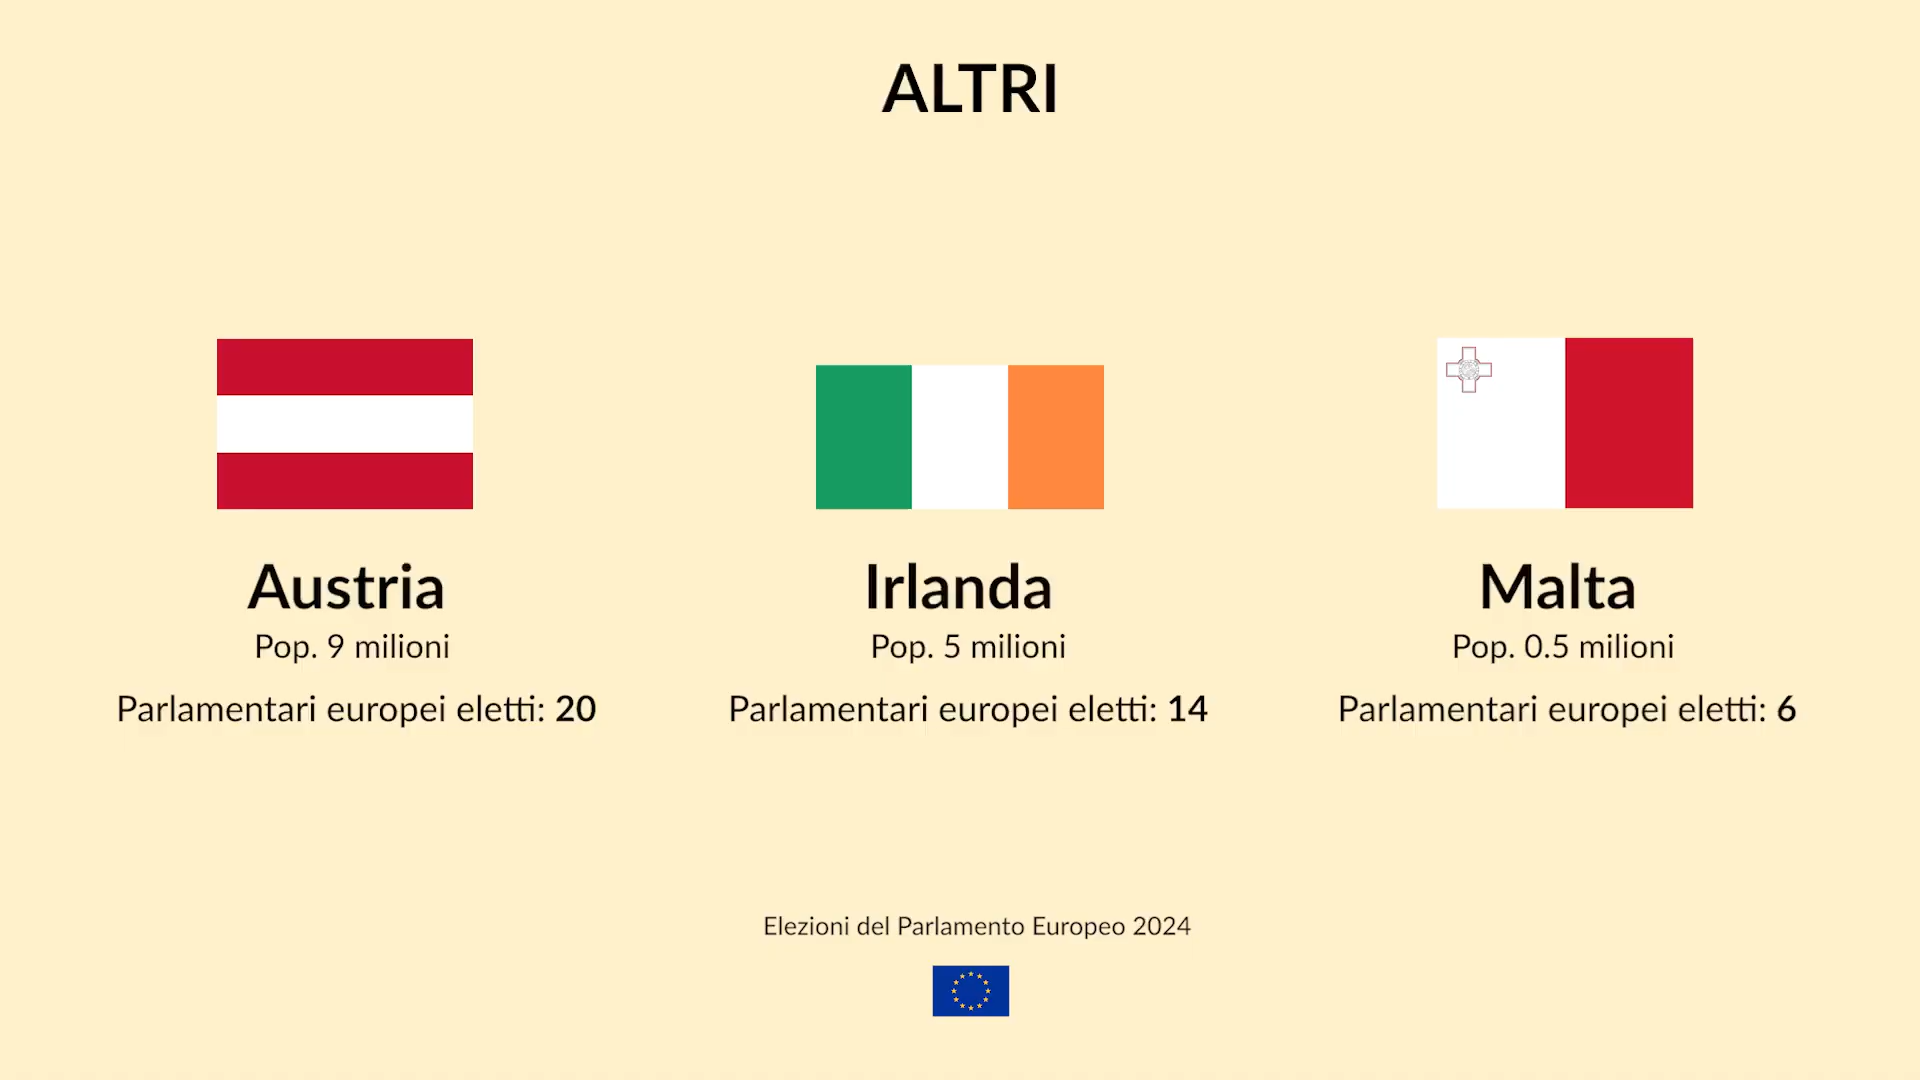 ALTRI
Austria
Pop. 9 milioni
Parlamentari europei eletti: 20
Irlanda
Pop. 5 milioni
Parlamentari europei eletti: 14
Malta
Pop. 0.5 milioni
Parlamentari europei eletti: 6
Elezioni del Parlamento Europeo 2024